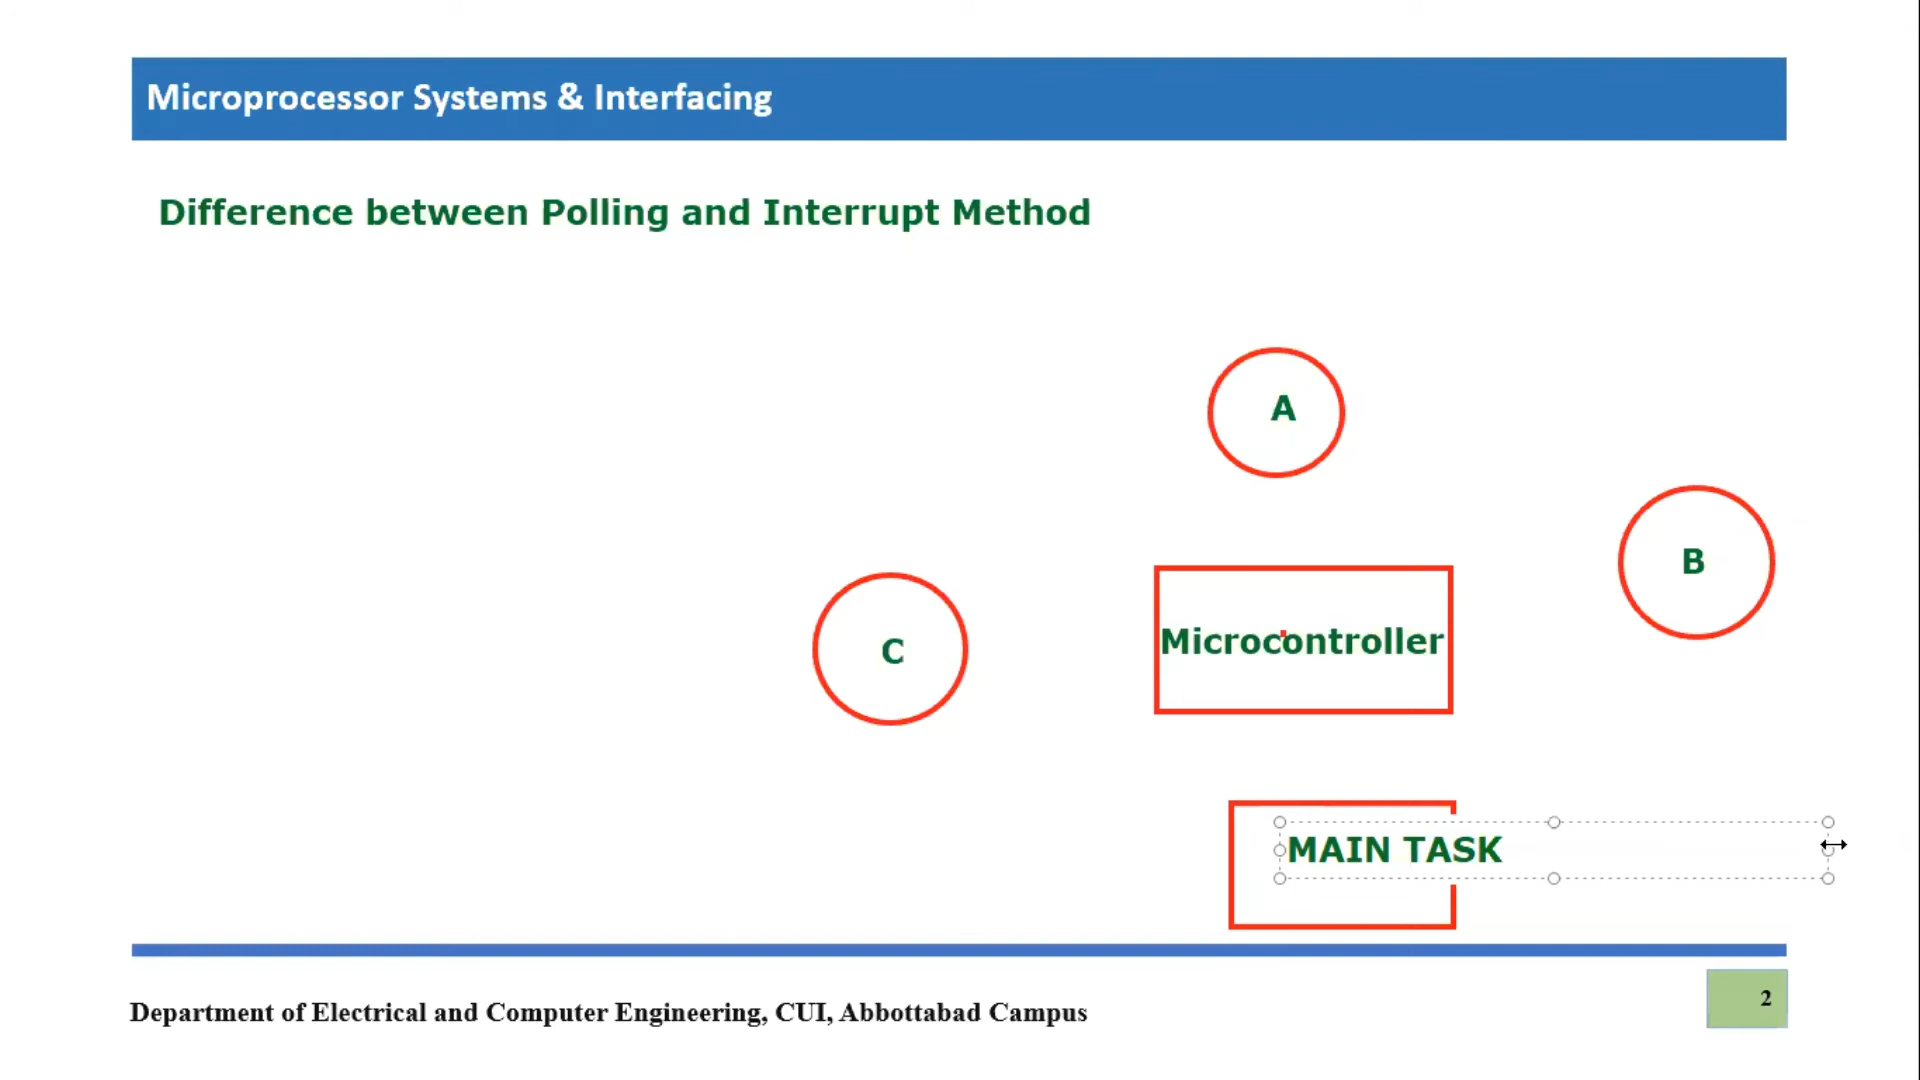 Microprocessor Systems & Interfacing
Difference between Polling and Interrupt Method
A
B
C
Microcontroller
MAIN TASK
Department of Electrical and Computer Engineering, CUI, Abbottabad Campus
2